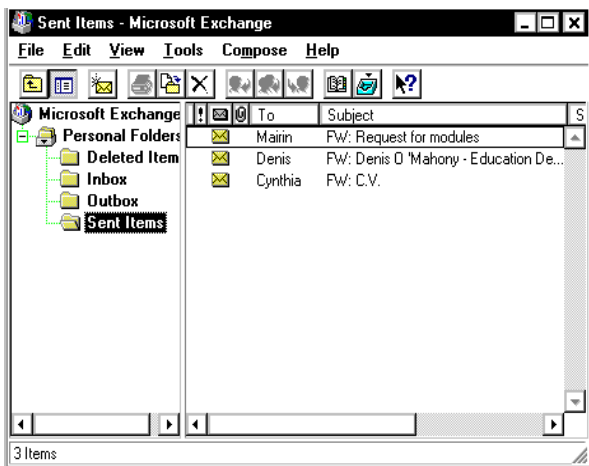 Sent Items - Microsoft Exchange
File Edit View Tools Compose Help
Microsoft Exchange
Personal Folders
Deleted Item
Inbox
Outbox
Sent Items
! To Subject S
Mairin FW: Request for modules
Denis FW: Denis O 'Mahony - Education De...
Cynthia FW: C.V.
3 Items